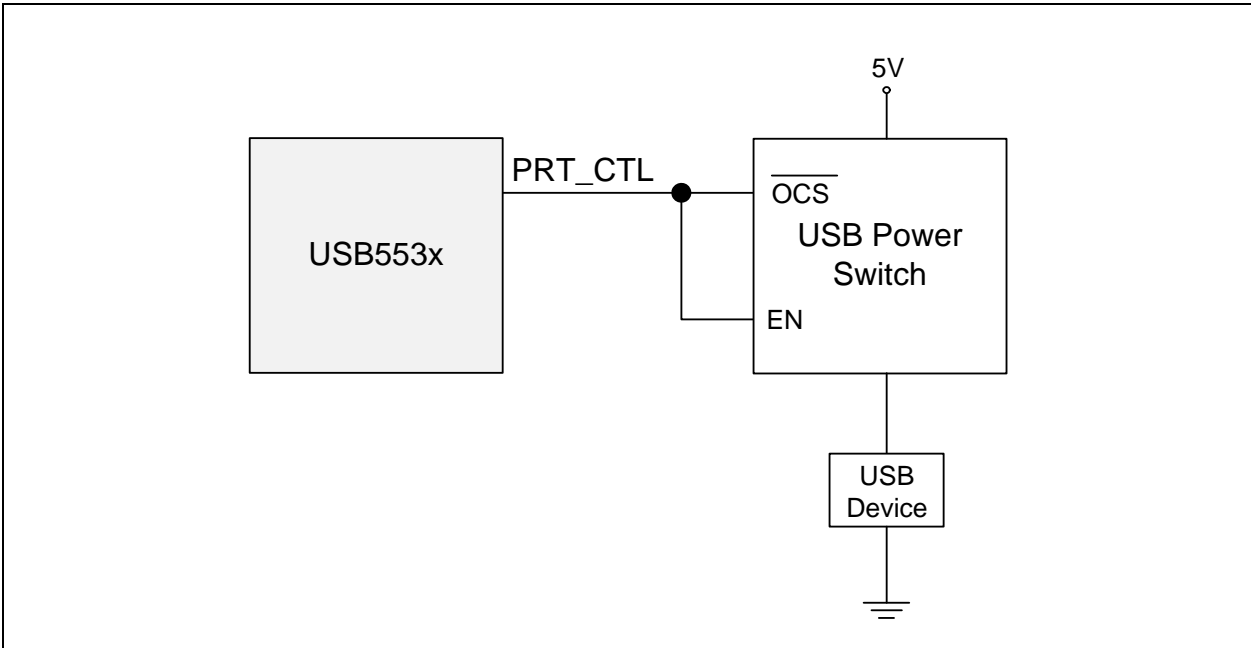 5V
PRT_CTL
OCS
USB553x
USB Power
Switch
EN
USB
Device